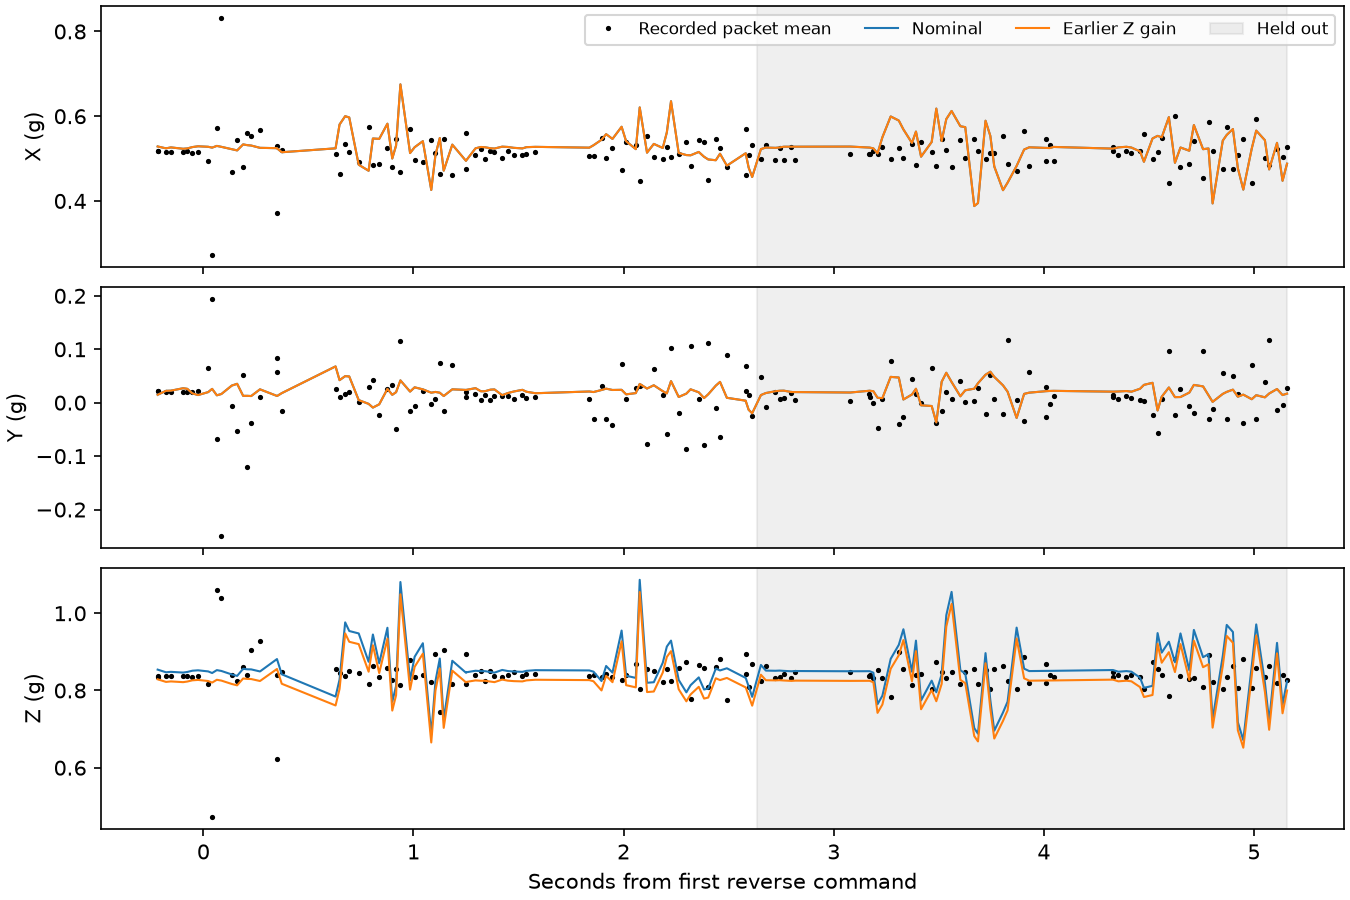 Recorded packet mean Nominal Earlier Z gain Held out
X (g)
0.8
0.6
0.4
Y (g)
0.2
0.1
0.0
−0.1
−0.2
Z (g)
1.0
0.8
0.6
0 1 2 3 4 5
Seconds from first reverse command